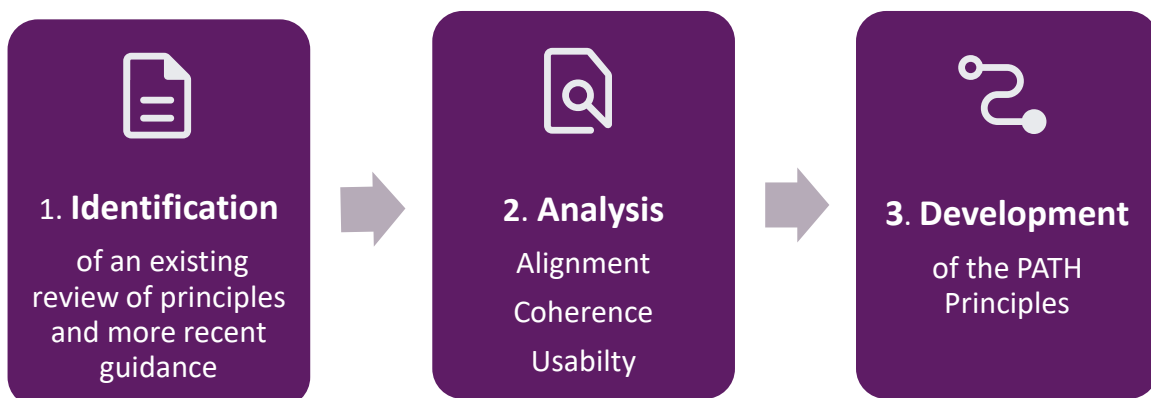 1. Identification
of an existing
review of principles
and more recent
guidance
2. Analysis
Alignment
Coherence
Usabilty
3. Development
of the PATH
Principles